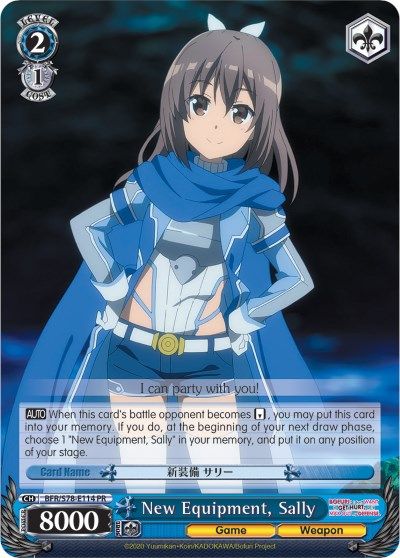 LEVEL
2
1
COST
I can party with you!
AUTO When this card's battle opponent becomes , you may put this card
into your memory. If you do, at the beginning of your next draw phase,
choose 1 "New Equipment, Sally" in your memory, and put it on any
position of your stage.
Card Name 新装備 サリー
CH BFR/S78-E114 PR
POWER 8000
New Equipment, Sally
Game Weapon
©2020 Yuumikan・Koin/KADOKAWA/Bofuri Project